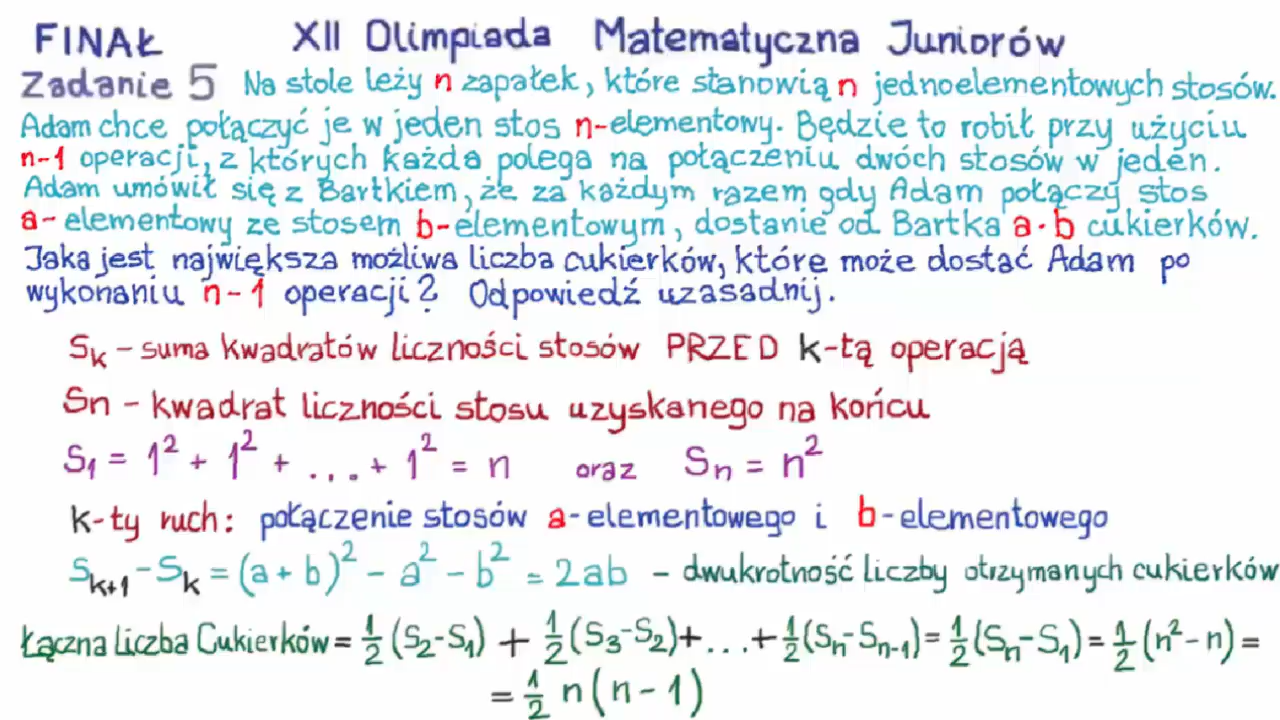 FINAŁ XII Olimpiada Matematyczna Juniorów
Zadanie 5 Na stole leży n zapałek, które stanowią n jednoelementowych stosów.
Adam chce połączyć je w jeden stos n-elementowy. Będzie to robił przy użyciu
n-1 operacji, z których każda polega na połączeniu dwóch stosów w jeden.
Adam umówił się z Bartkiem, że za każdym razem gdy Adam połączy stos
a-elementowy ze stosem b-elementowym, dostanie od Bartka a·b cukierków.
Jaka jest największa możliwa liczba cukierków, które może dostać Adam po
wykonaniu n-1 operacji? Odpowiedź uzasadnij.
Sₖ - suma kwadratów liczności stosów PRZED k-tą operacją
Sn - kwadrat liczności stosu uzyskanego na końcu
S₁ = 1² + 1² + ... + 1² = n oraz Sₙ = n²
k-ty ruch: połączenie stosów a-elementowego i b-elementowego
Sₖ₊₁ - Sₖ = (a+b)² - a² - b² = 2ab - dwukrotność liczby otrzymanych cukierków
Łączna liczba Cukierków = ½(S₂-S₁) + ½(S₃-S₂)+...+½(Sₙ-Sₙ₋₁)= ½(Sₙ-S₁)= ½(n²-n)=
= ½ n(n-1)